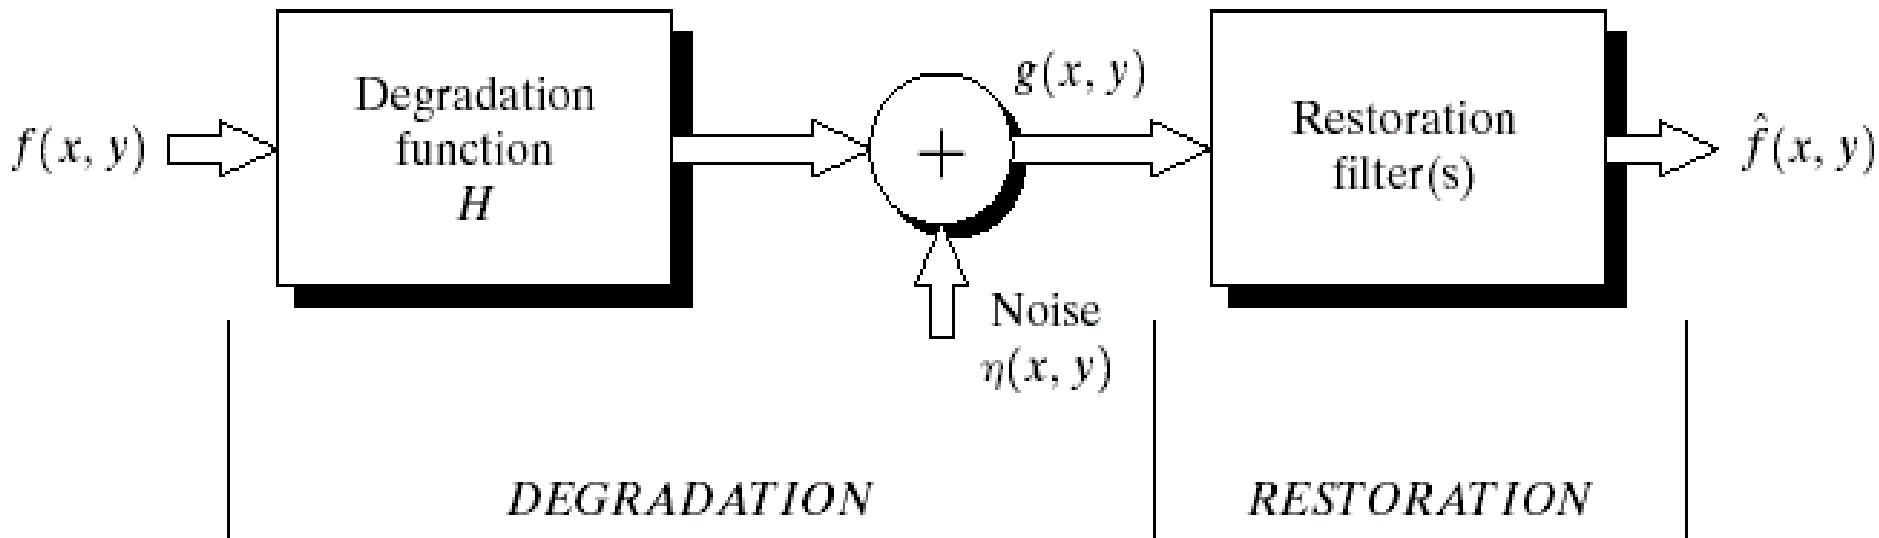 f(x, y)
Degradation
function
H
+
g(x, y)
Noise
η(x, y)
Restoration
filter(s)
f̂(x, y)
DEGRADATION
RESTORATION